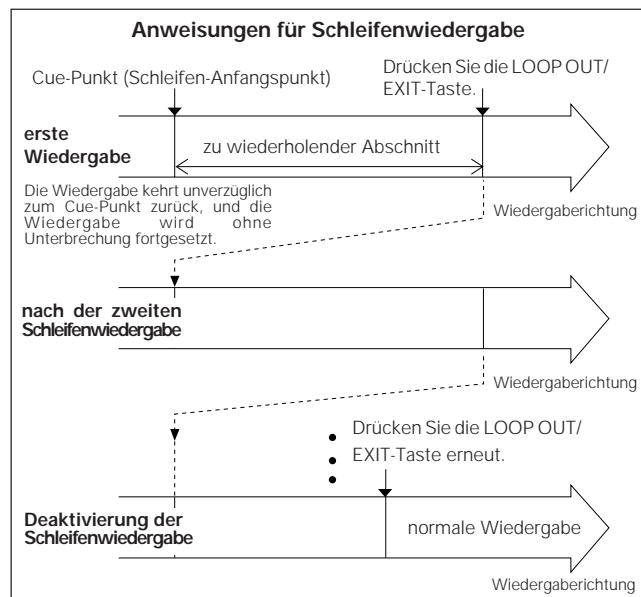 Anweisungen für Schleifenwiedergabe
Cue-Punkt (Schleifen-Anfangspunkt)
Drücken Sie die LOOP OUT/
EXIT-Taste.
erste
Wiedergabe
zu wiederholender Abschnitt
Die Wiedergabe kehrt unverzüglich
zum Cue-Punkt zurück, und die
Wiedergabe wird ohne
Unterbrechung fortgesetzt.
Wiedergaberichtung
nach der zweiten
Schleifenwiedergabe
Wiedergaberichtung
Drücken Sie die LOOP OUT/
EXIT-Taste erneut.
Deaktivierung der
Schleifenwiedergabe
normale Wiedergabe
Wiedergaberichtung